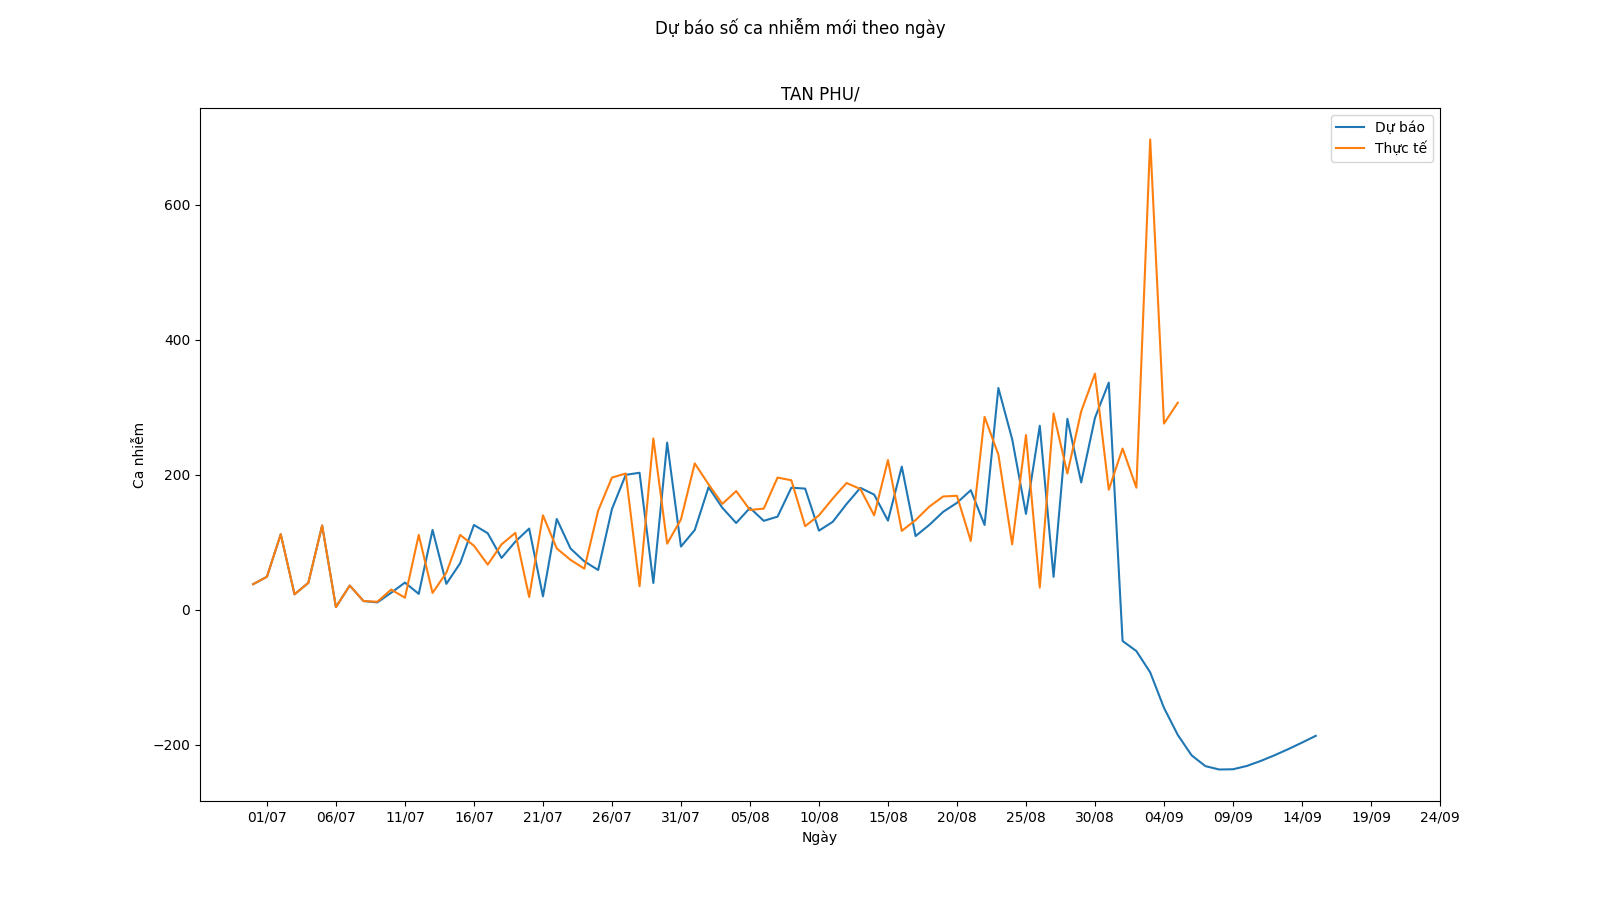 Dự báo số ca nhiễm mới theo ngày
TAN PHU/
Dự báo
Thực tế
600
400
200
0
−200
Ca nhiễm
01/07 06/07 11/07 16/07 21/07 26/07 31/07 05/08 10/08 15/08 20/08 25/08 30/08 04/09 09/09 14/09 19/09 24/09
Ngày